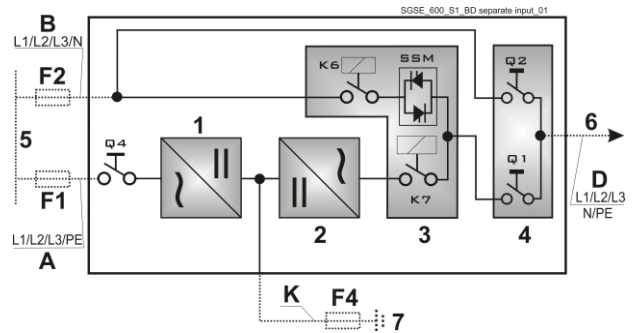 SGSE_600_S1_BD separate input_01
B
L1/L2/L3/N
F2
K6
SSM
Q2
5
Q4
1
6
F1
K7
Q1
D
L1/L2/L3
N/PE
2
3
4
L1/L2/L3/PE
A
K
F4
7